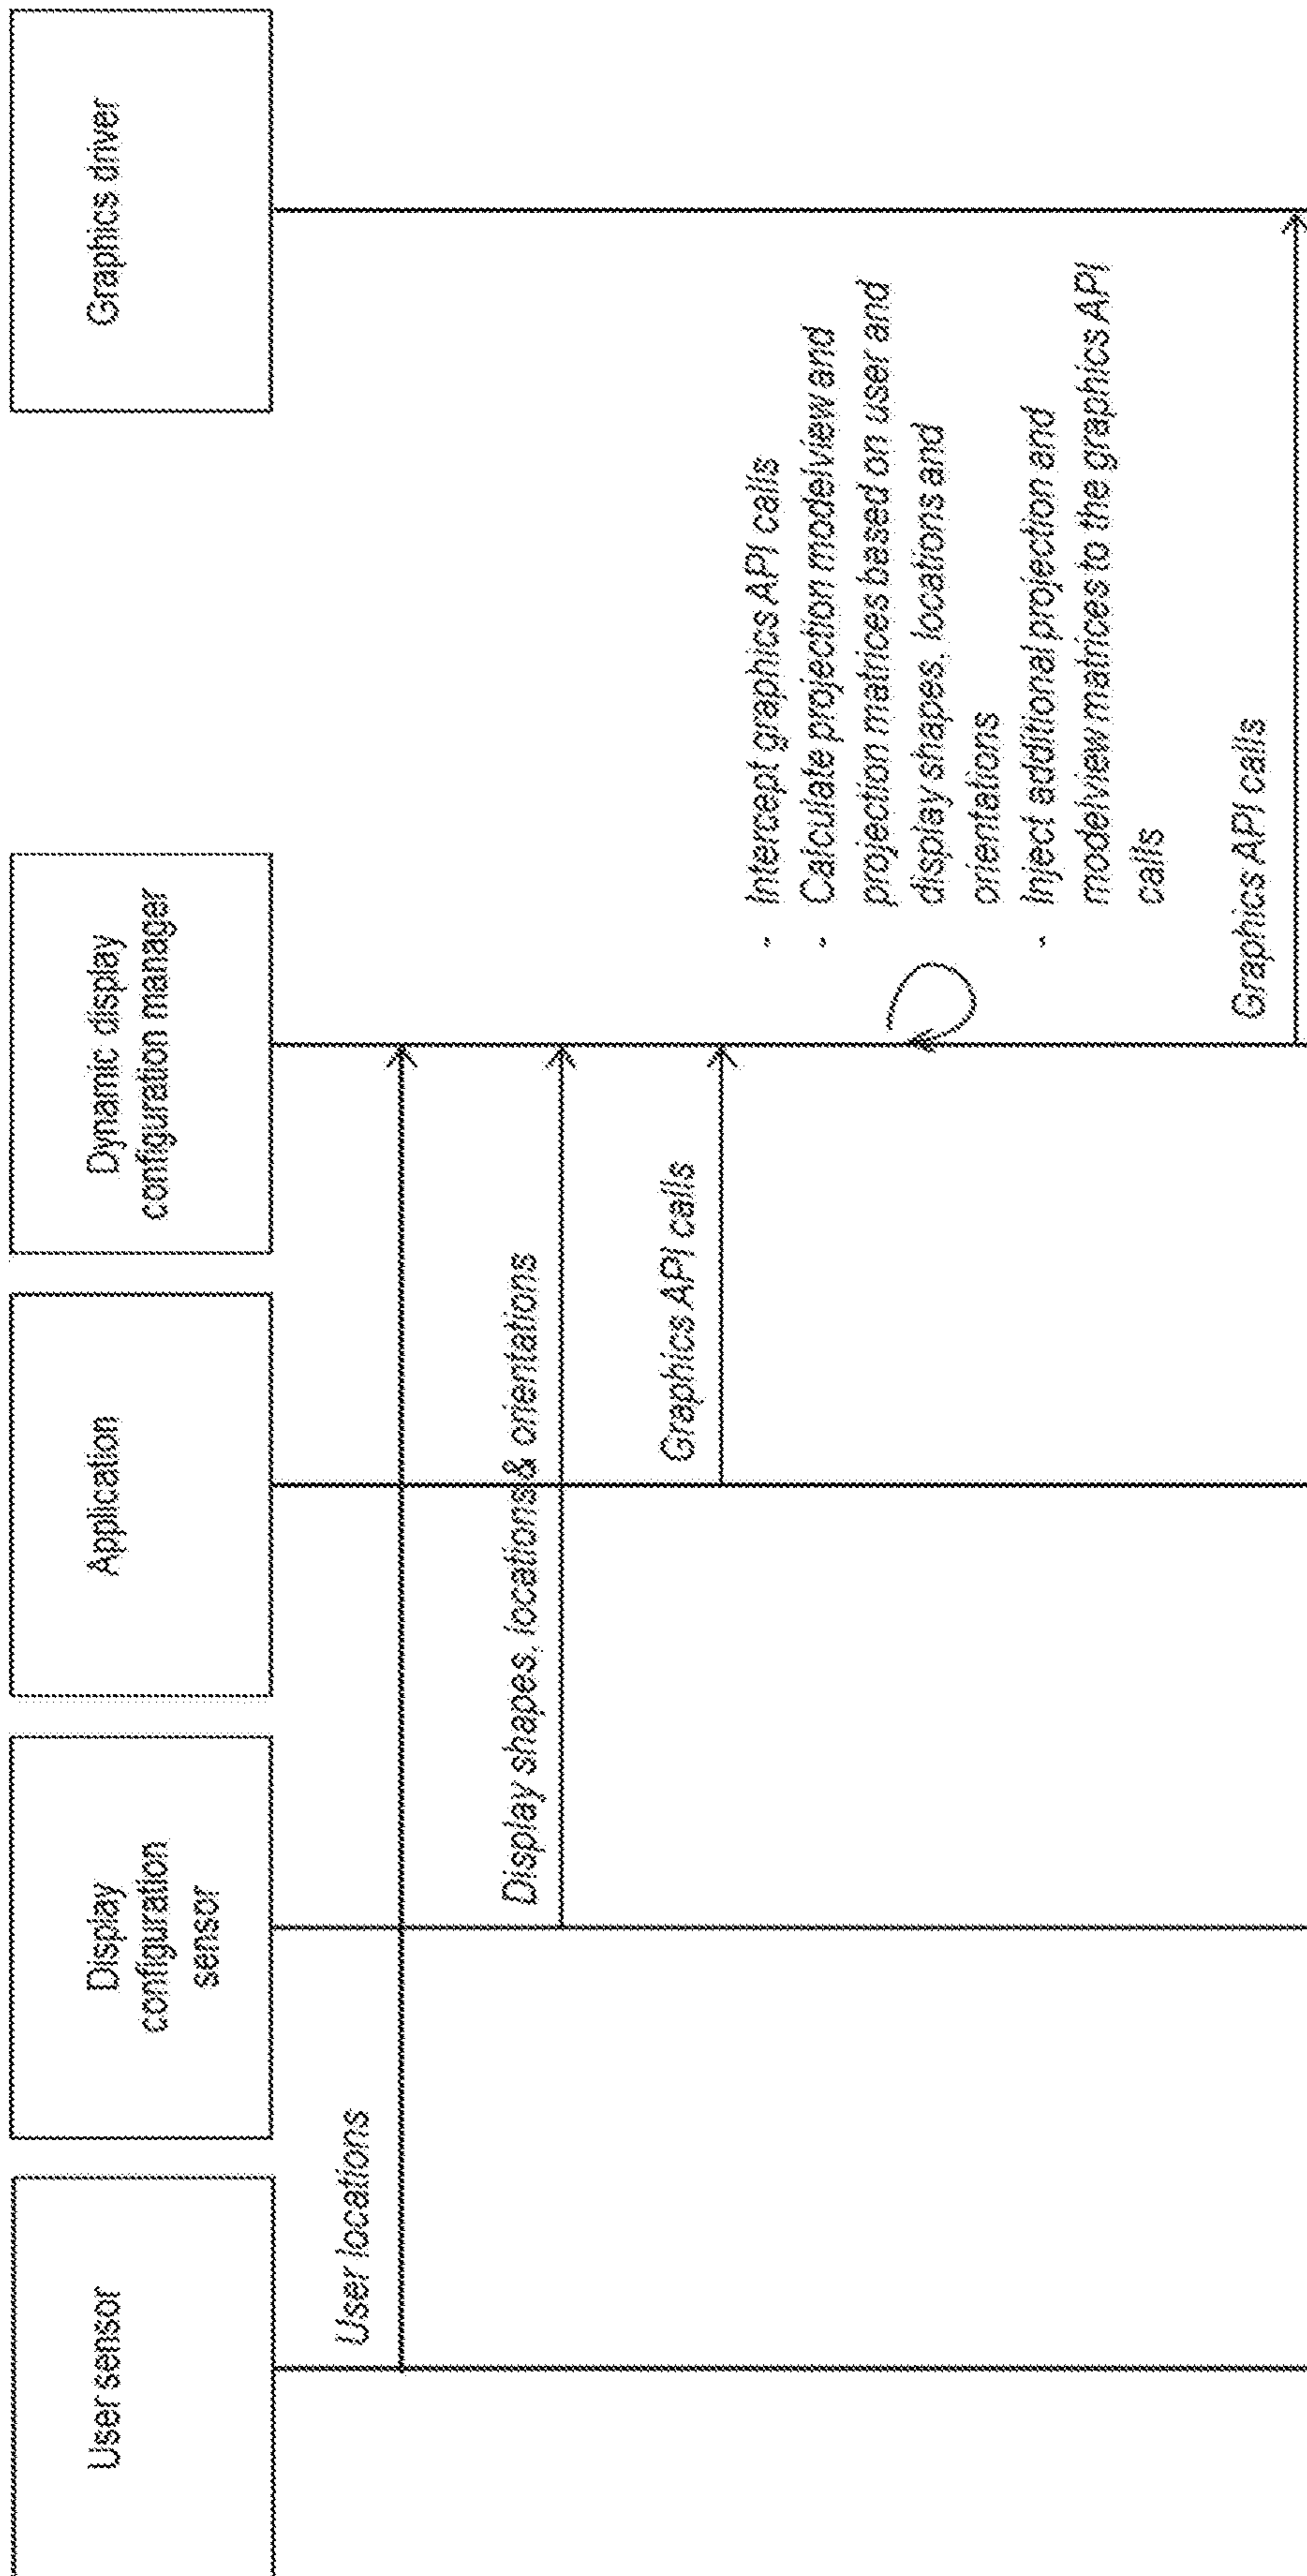 User sensor
Display
configuration
sensor
Application
Dynamic display
configuration manager
Graphics driver
User locations
Display shapes, locations & orientations
Graphics API calls
- Intercept graphics API calls
- Calculate projection modelview and
projection matrices based on user and
display shapes, locations and
orientations
- Inject additional projection and
modelview matrices to the graphics API
calls
Graphics API calls